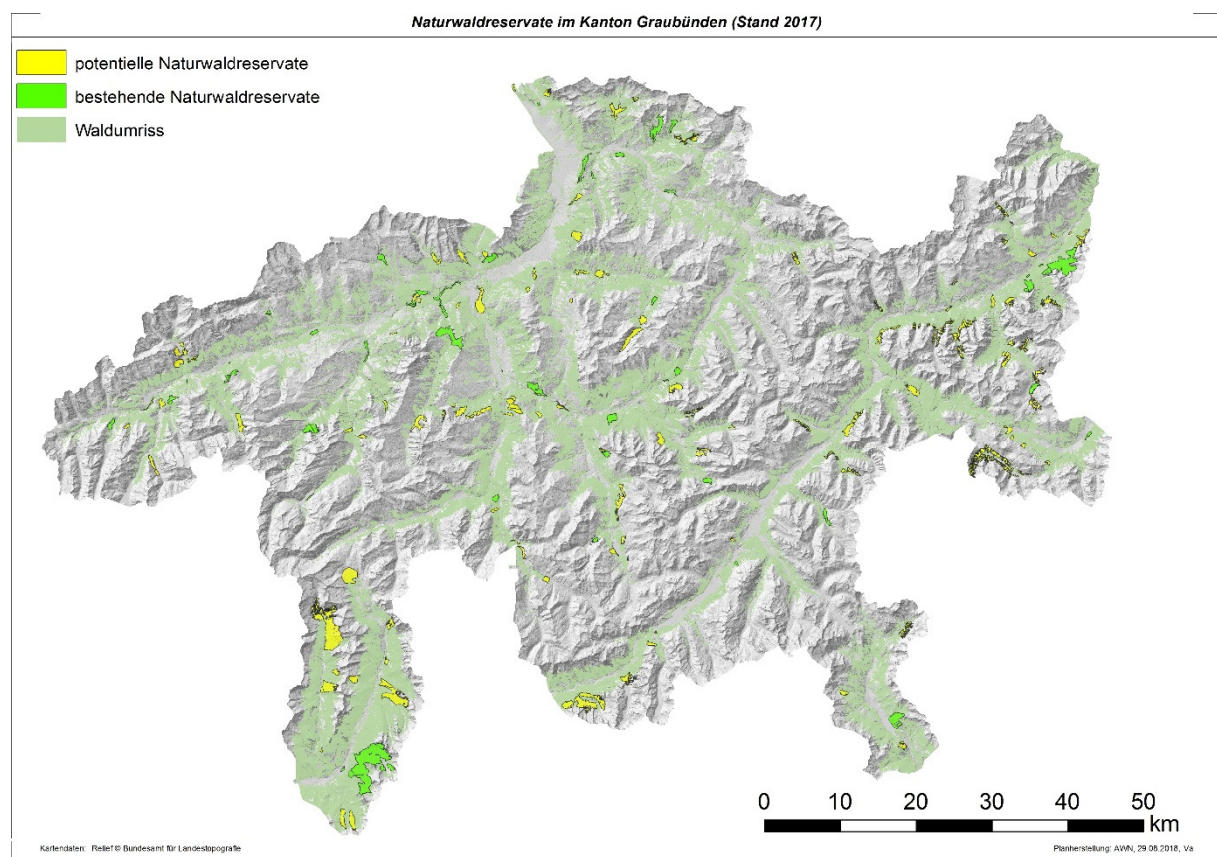 Naturwaldreservate im Kanton Graubünden (Stand 2017)
potentielle Naturwaldreservate
bestehende Naturwaldreservate
Waldumriss
0 10 20 30 40 50
km
Kartendaten: Relief © Bundesamt für Landestopografie
Planherstellung: AWN, 29.08.2018, Va